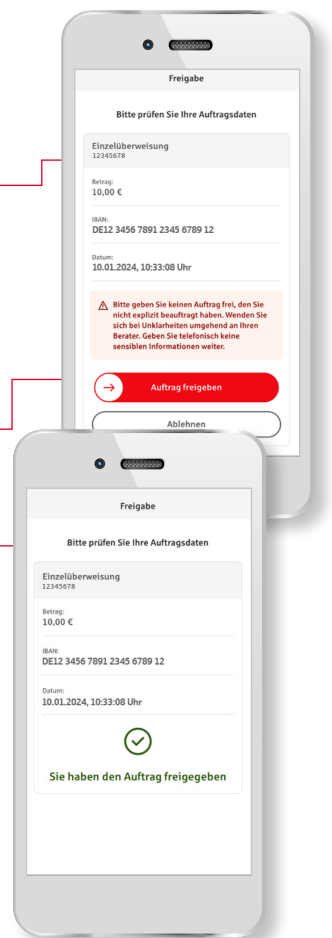 Freigabe
Bitte prüfen Sie Ihre Auftragsdaten
Einzelüberweisung
12345678
Betrag:
10,00 €
IBAN:
DE12 3456 7891 2345 6789 12
Datum:
10.01.2024, 10:33:08 Uhr
Bitte geben Sie keinen Auftrag frei, den Sie
nicht explizit beauftragt haben. Wenden Sie
sich bei Unklarheiten umgehend an Ihren
Berater. Geben Sie telefonisch keine
sensiblen Informationen weiter.
Auftrag freigeben
Ablehnen
Freigabe
Bitte prüfen Sie Ihre Auftragsdaten
Einzelüberweisung
12345678
Betrag:
10,00 €
IBAN:
DE12 3456 7891 2345 6789 12
Datum:
10.01.2024, 10:33:08 Uhr
Sie haben den Auftrag freigegeben